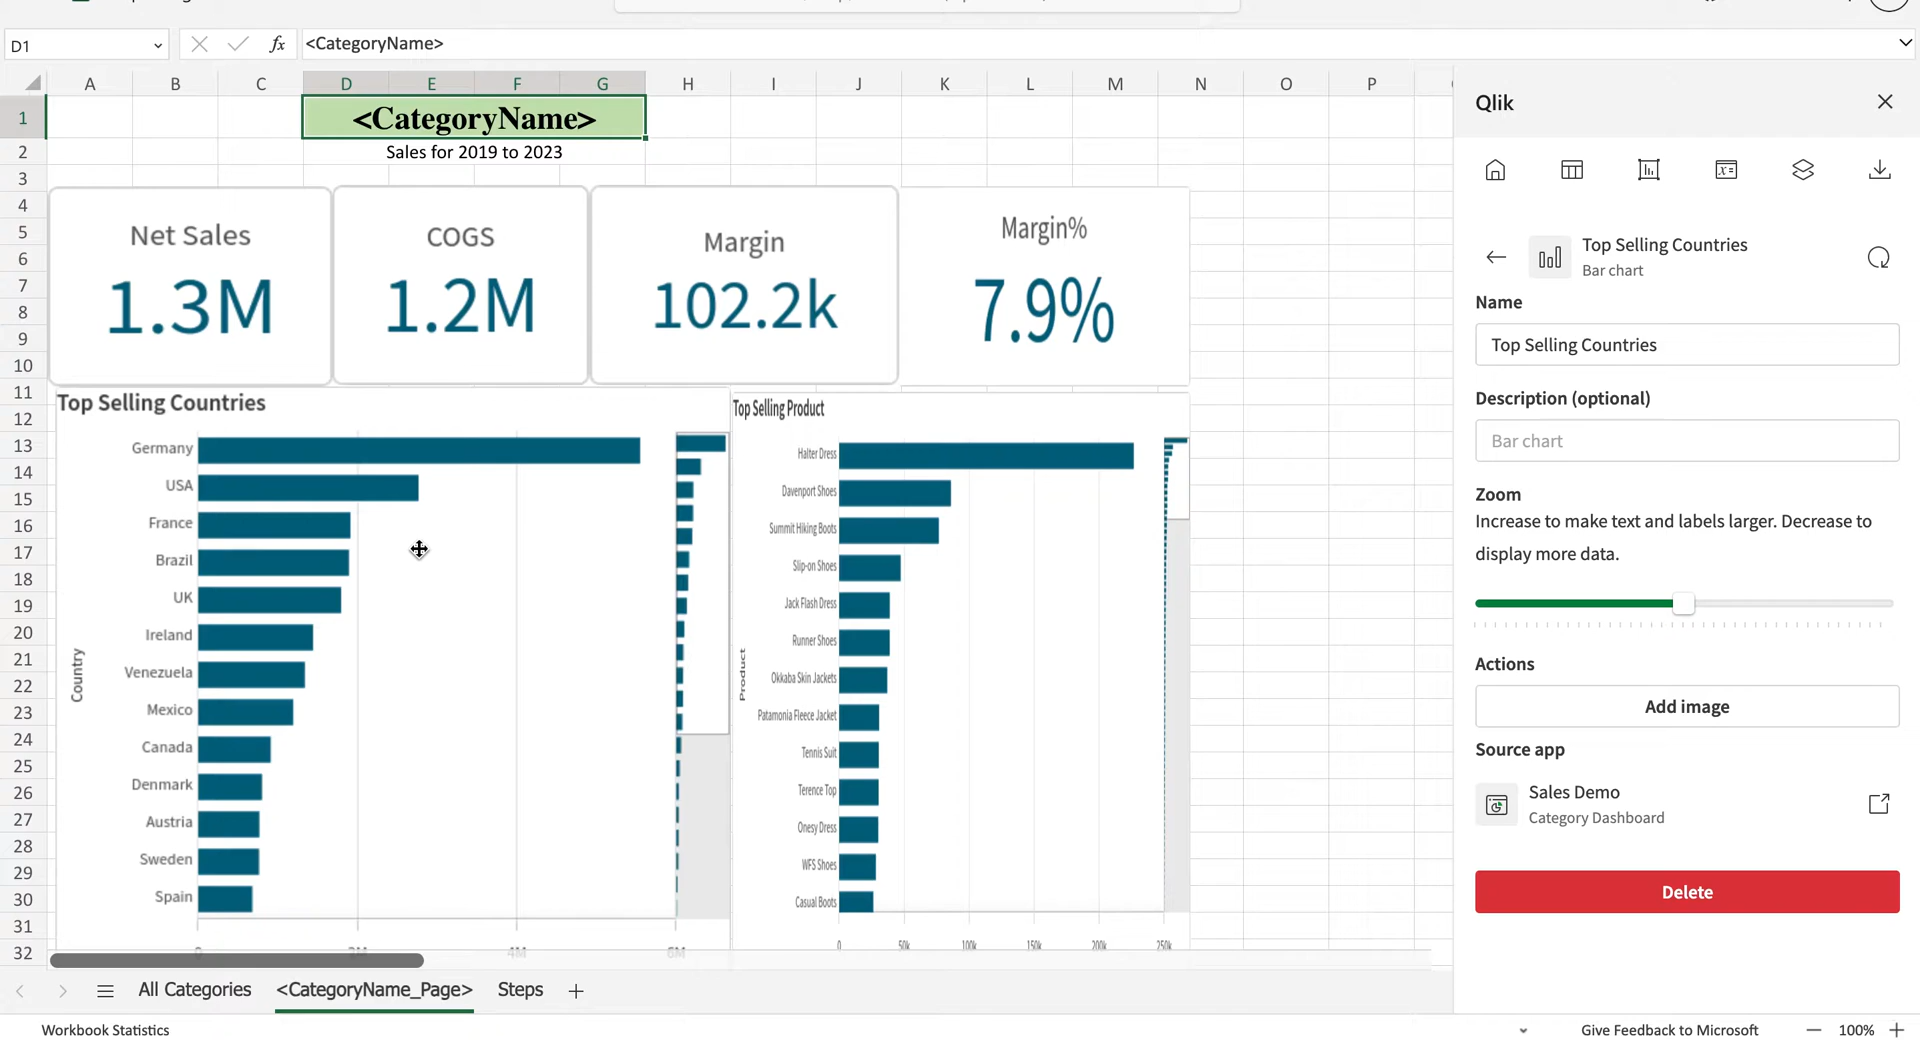 D1
fx
<CategoryName>
A B C D E F G H I J K L M N O P
1
<CategoryName>
2
Sales for 2019 to 2023
3
4
5
6
7
8
9
10
11
12
13
14
15
16
17
18
19
20
21
22
23
24
25
26
27
28
29
30
31
32
Net Sales
1.3M
COGS
1.2M
Margin
102.2k
Margin%
7.9%
Top Selling Countries
Country
Germany
USA
France
Brazil
UK
Ireland
Venezuela
Mexico
Canada
Denmark
Austria
Sweden
Spain
0 2M 4M 6M
Top Selling Product
Product
Halter Dress
Davenport Shoes
Summit Hiking Boots
Slip-on Shoes
Jack Flash Dress
Runner Shoes
Okkaba Skin Jackets
Patamonia Fleece Jacket
Tennis Suit
Terence Top
Onesy Dress
WFS Shoes
Casual Boots
0 50k 100k 150k 200k 250k
Qlik
Top Selling Countries
Bar chart
Name
Top Selling Countries
Description (optional)
Bar chart
Zoom
Increase to make text and labels larger. Decrease to
display more data.
Actions
Add image
Source app
Sales Demo
Category Dashboard
Delete
All Categories
<CategoryName_Page>
Steps
Workbook Statistics
Give Feedback to Microsoft
100%